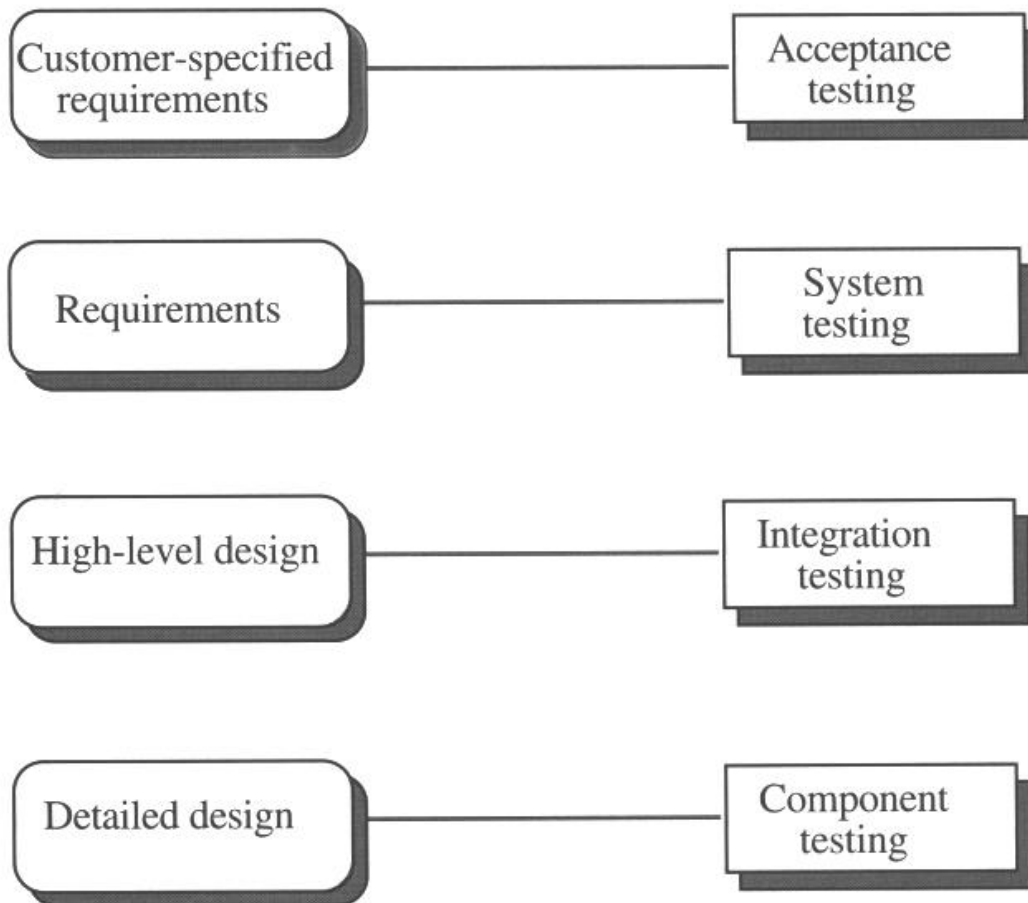 Customer-specified
requirements
Acceptance
testing
Requirements
System
testing
High-level design
Integration
testing
Detailed design
Component
testing